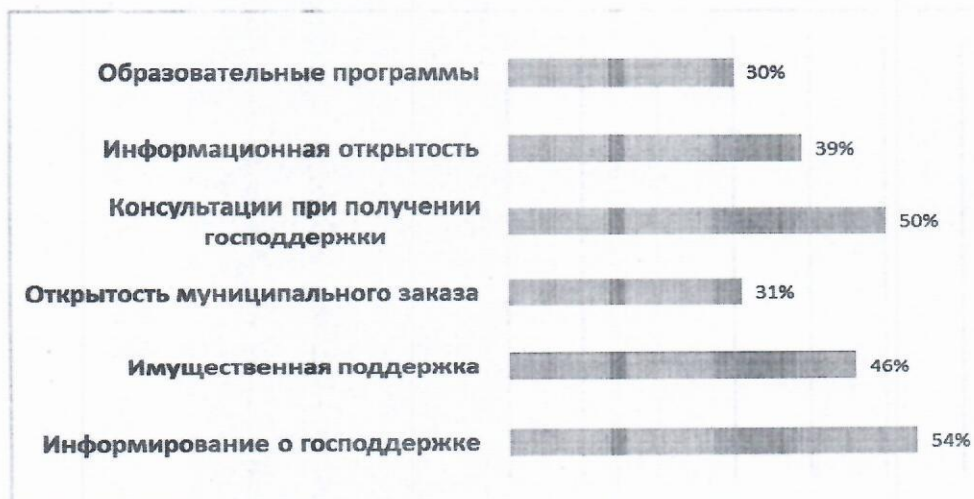 Образовательные программы
30%
Информационная открытость
39%
Консультации при получении
господдержки
50%
Открытость муниципального заказа
31%
Имущественная поддержка
46%
Информирование о господдержке
54%